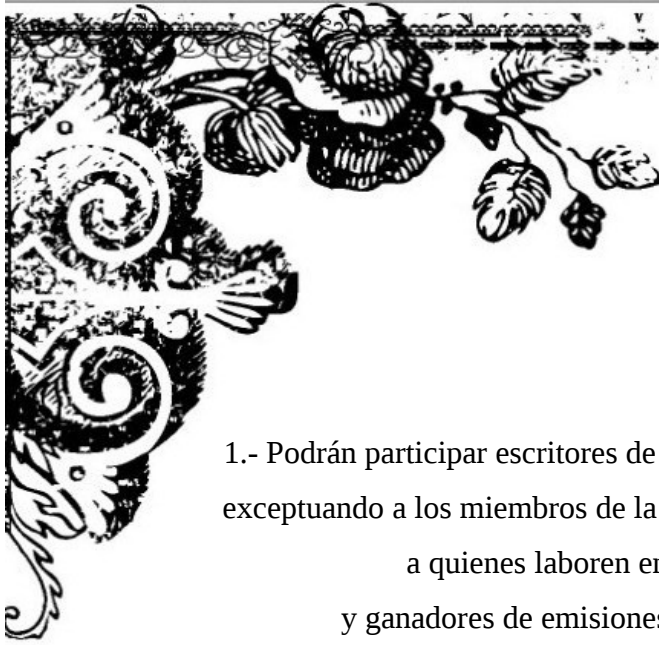 1.- Podrán participar escritores de
exceptuando a los miembros de la
a quienes laboren en
y ganadores de emisiones